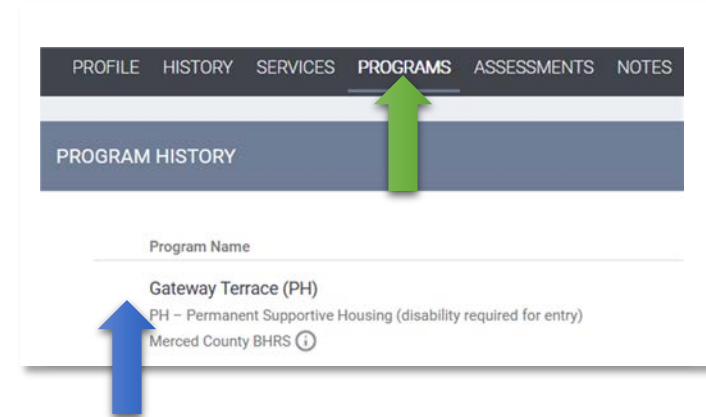 PROFILE HISTORY SERVICES PROGRAMS ASSESSMENTS NOTES
PROGRAM HISTORY
Program Name
Gateway Terrace (PH)
PH – Permanent Supportive Housing (disability required for entry)
Merced County BHRS